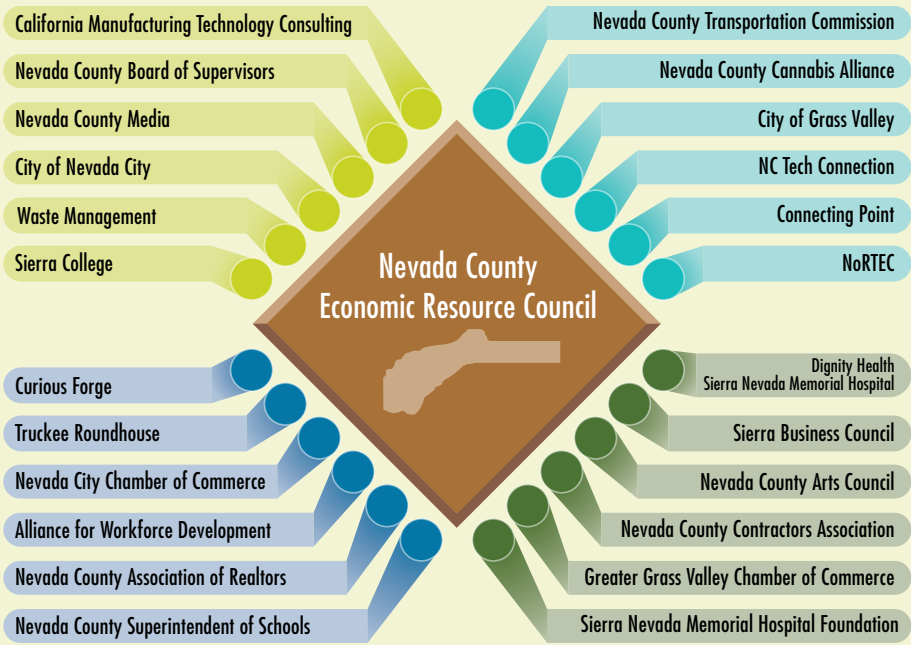 California Manufacturing Technology Consulting
Nevada County Board of Supervisors
Nevada County Media
City of Nevada City
Waste Management
Sierra College
Nevada County Transportation Commission
Nevada County Cannabis Alliance
City of Grass Valley
NC Tech Connection
Connecting Point
NoRTEC
Nevada County
Economic Resource Council
Curious Forge
Truckee Roundhouse
Nevada City Chamber of Commerce
Alliance for Workforce Development
Nevada County Association of Realtors
Nevada County Superintendent of Schools
Dignity Health
Sierra Nevada Memorial Hospital
Sierra Business Council
Nevada County Arts Council
Nevada County Contractors Association
Greater Grass Valley Chamber of Commerce
Sierra Nevada Memorial Hospital Foundation